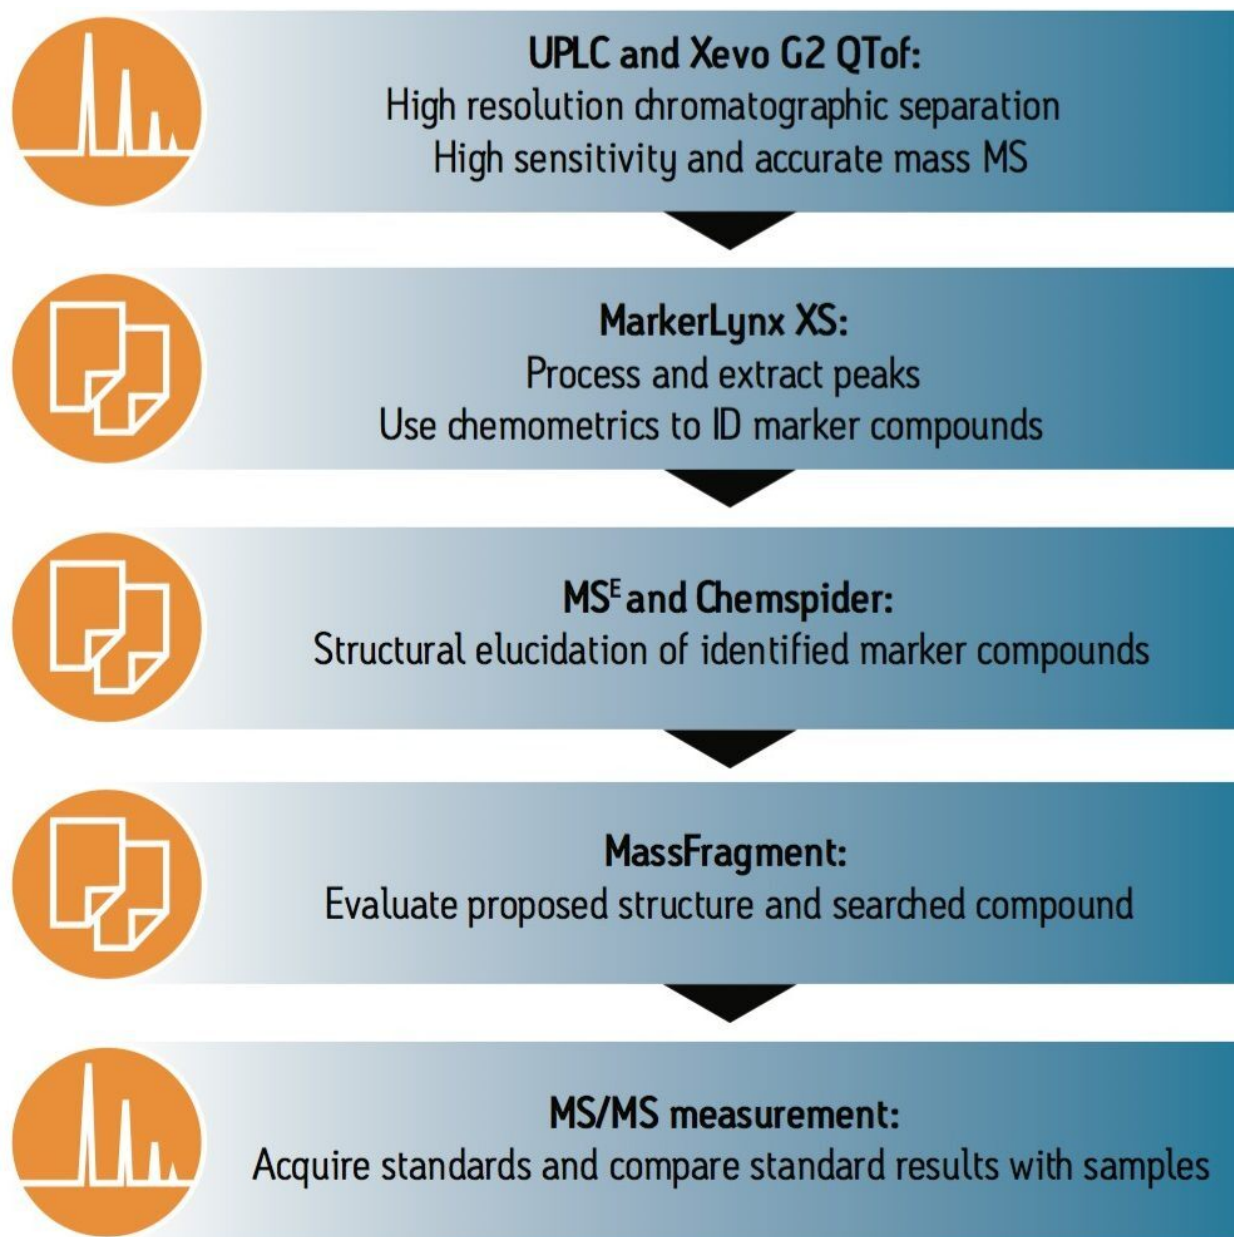 UPLC and Xevo G2 QTof:
High resolution chromatographic separation
High sensitivity and accurate mass MS
MarkerLynx XS:
Process and extract peaks
Use chemometrics to ID marker compounds
MSᴱ and Chemspider:
Structural elucidation of identified marker compounds
MassFragment:
Evaluate proposed structure and searched compound
MS/MS measurement:
Acquire standards and compare standard results with samples